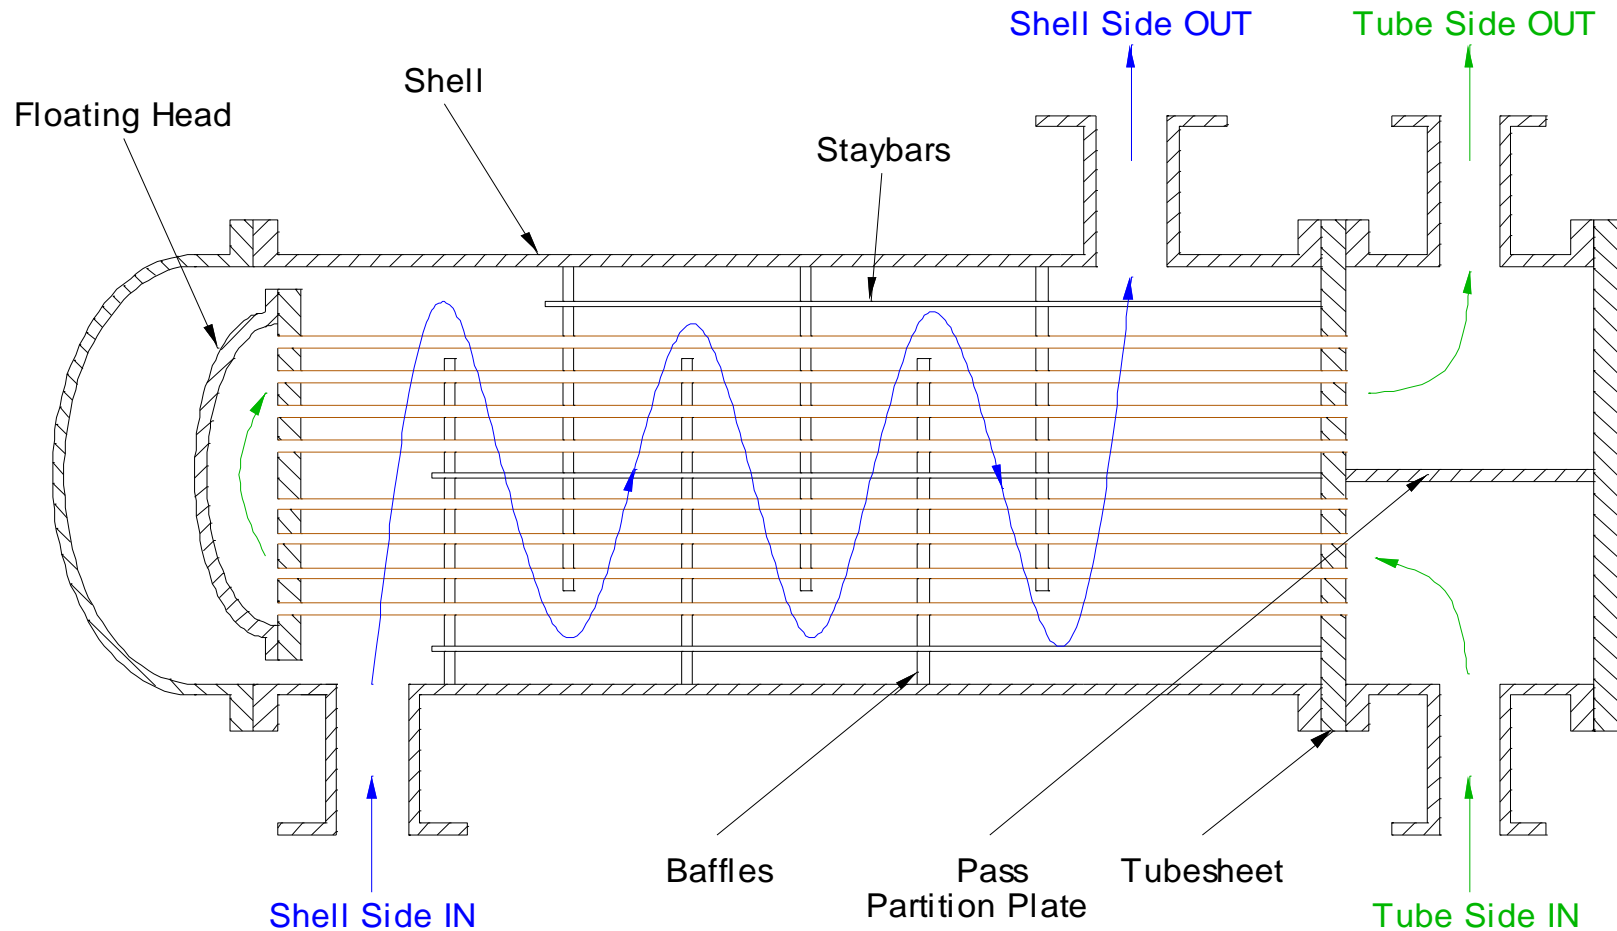 Shell Side OUT
Tube Side OUT
Shell
Floating Head
Staybars
Baffles
Pass
Partition Plate
Tubesheet
Shell Side IN
Tube Side IN